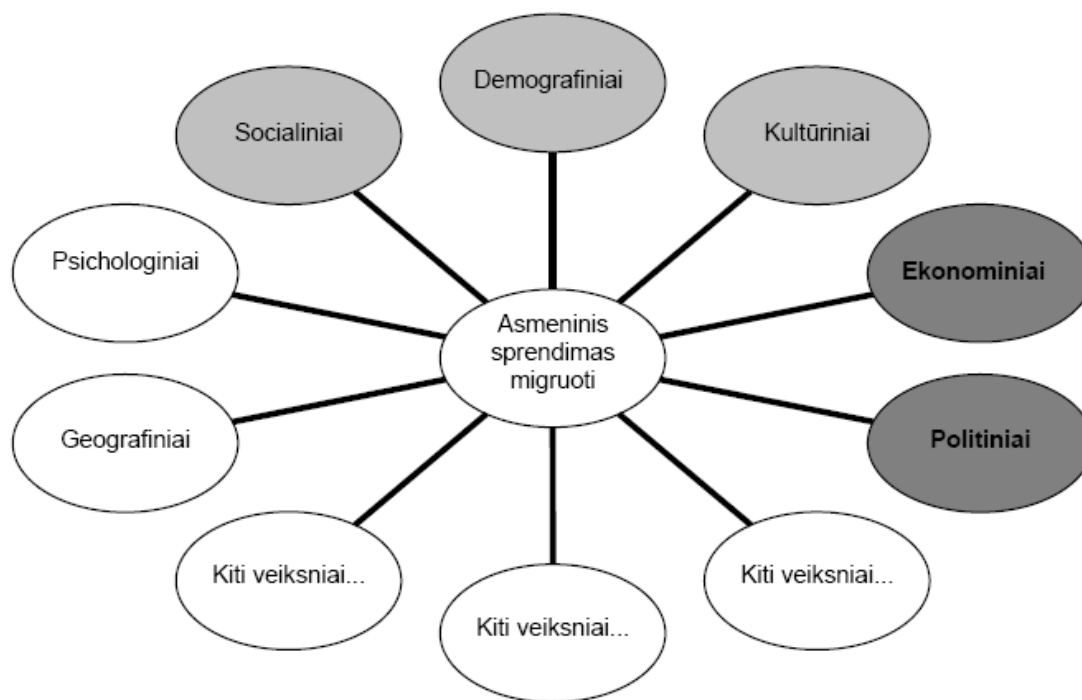 Demografiniai
Socialiniai
Kultūriniai
Psichologiniai
Ekonominiai
Asmeninis
sprendimas
migruoti
Geografiniai
Politiniai
Kiti veiksniai...
Kiti veiksniai...
Kiti veiksniai...